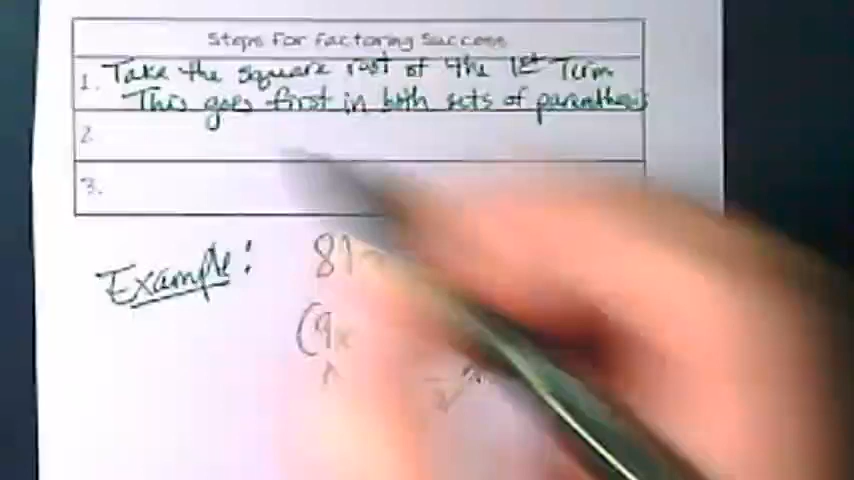 Steps for Factoring Success
1. Take the square root of the 1st Term
This goes first in both sets of parenthesis
2.
3.
Example:
81
(9x